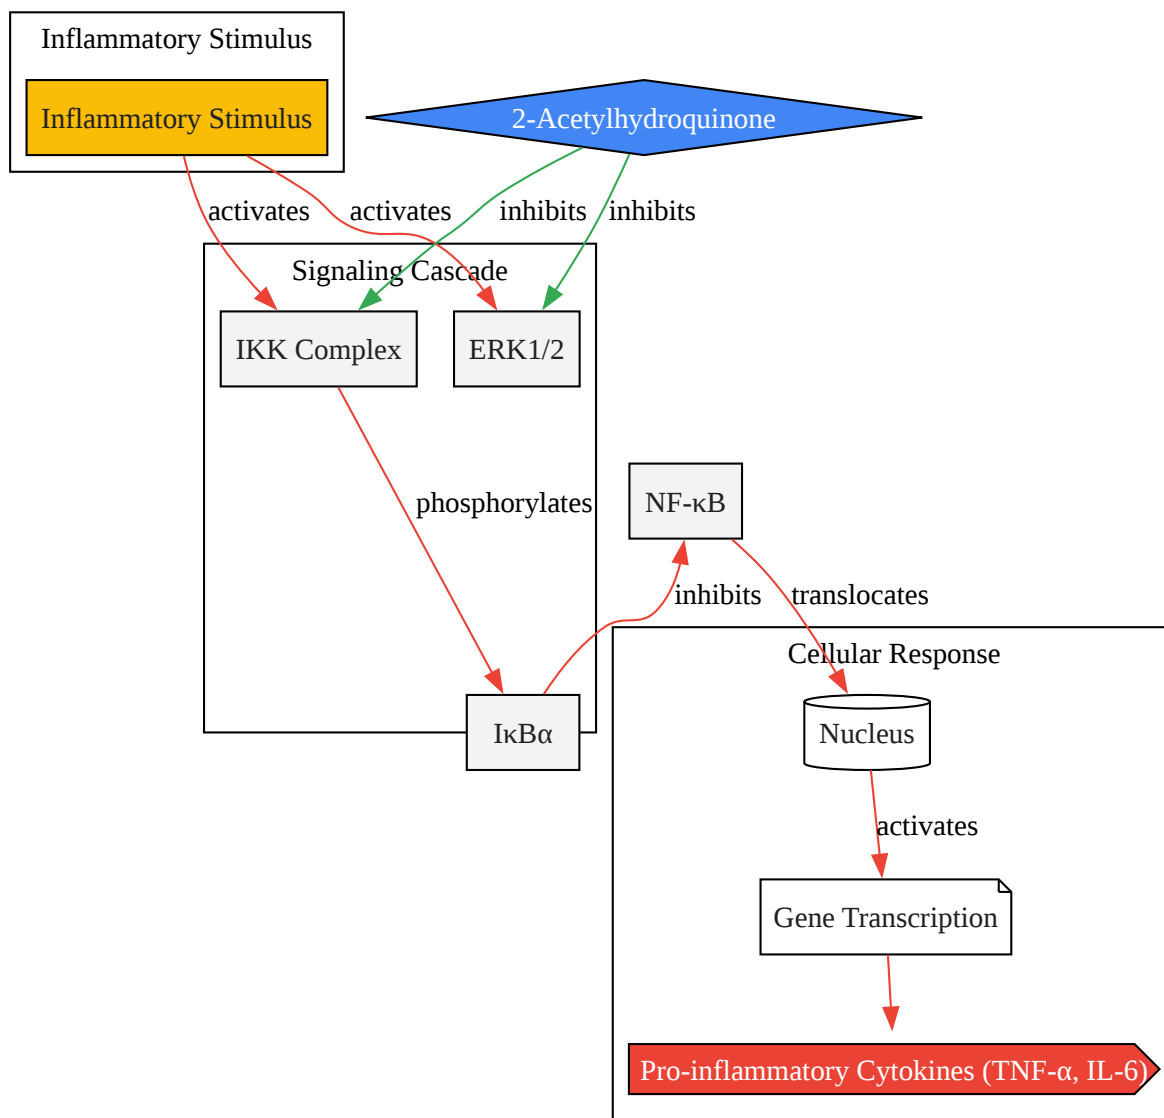 Inflammatory Stimulus
Inflammatory Stimulus
2-Acetylhydroquinone
activates
activates
inhibits
inhibits
Signaling Cascade
IKK Complex
ERK1/2
phosphorylates
NF-κB
inhibits
translocates
Cellular Response
IκBα
Nucleus
activates
Gene Transcription
Pro-inflammatory Cytokines (TNF-α, IL-6)